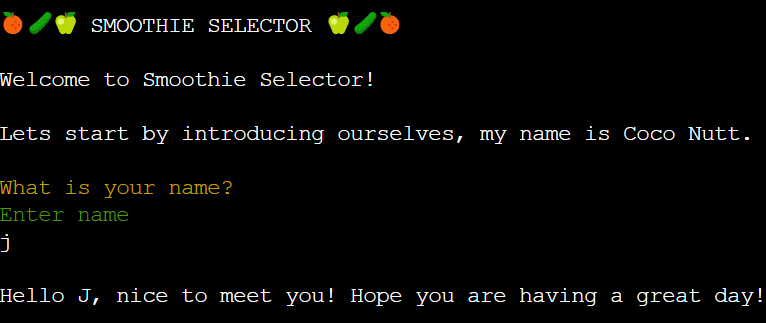 🍊🥒🍏 SMOOTHIE SELECTOR 🍏🥒🍊
Welcome to Smoothie Selector!
Lets start by introducing ourselves, my name is Coco Nutt.
What is your name?
Enter name
j
Hello J, nice to meet you! Hope you are having a great day!